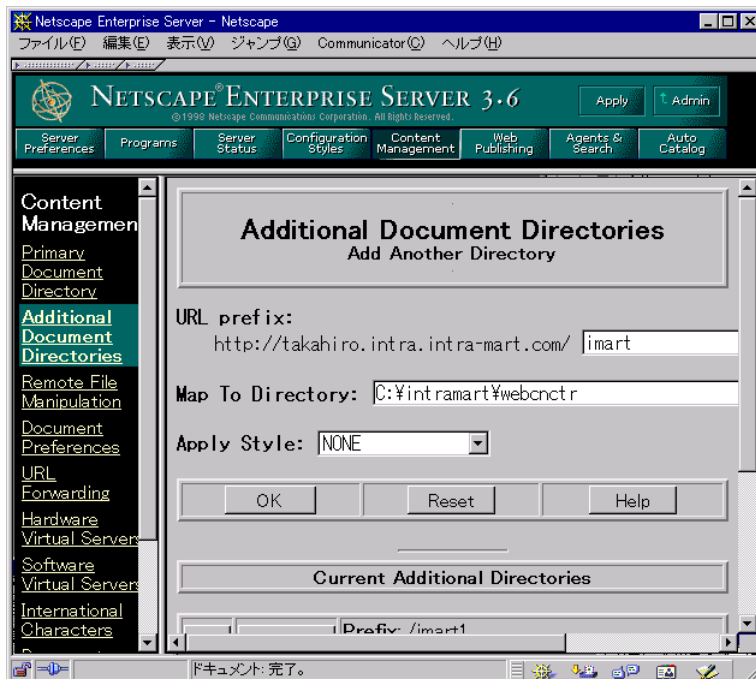 Netscape Enterprise Server - Netscape
ファイル(F) 編集(E) 表示(V) ジャンプ(G) Communicator(C) ヘルプ(H)
NETSCAPE® ENTERPRISE SERVER 3.6
©1998 Netscape Communications Corporation. All Rights Reserved.
Apply
Admin
Server Preferences
Programs
Server Status
Configuration Styles
Content Management
Web Publishing
Agents & Search
Auto Catalog
Content
Managemen
Primary
Document
Directory
Additional
Document
Directories
Remote File
Manipulation
Document
Preferences
URL
Forwarding
Hardware
Virtual Servers
Software
Virtual Servers
International
Characters
Additional Document Directories
Add Another Directory
URL prefix:
http://takahiro.intra.intra-mart.com/ imart
Map To Directory: C:¥intramart¥webcnctr
Apply Style: NONE
OK Reset Help
Current Additional Directories
Prefix: /imart1
ドキュメント: 完了。